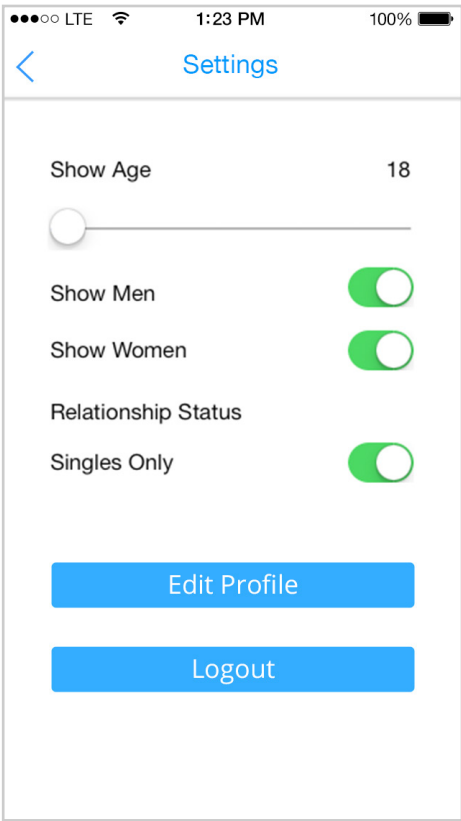 LTE 1:23 PM 100%
Settings
Show Age 18
Show Men
Show Women
Relationship Status
Singles Only
Edit Profile
Logout